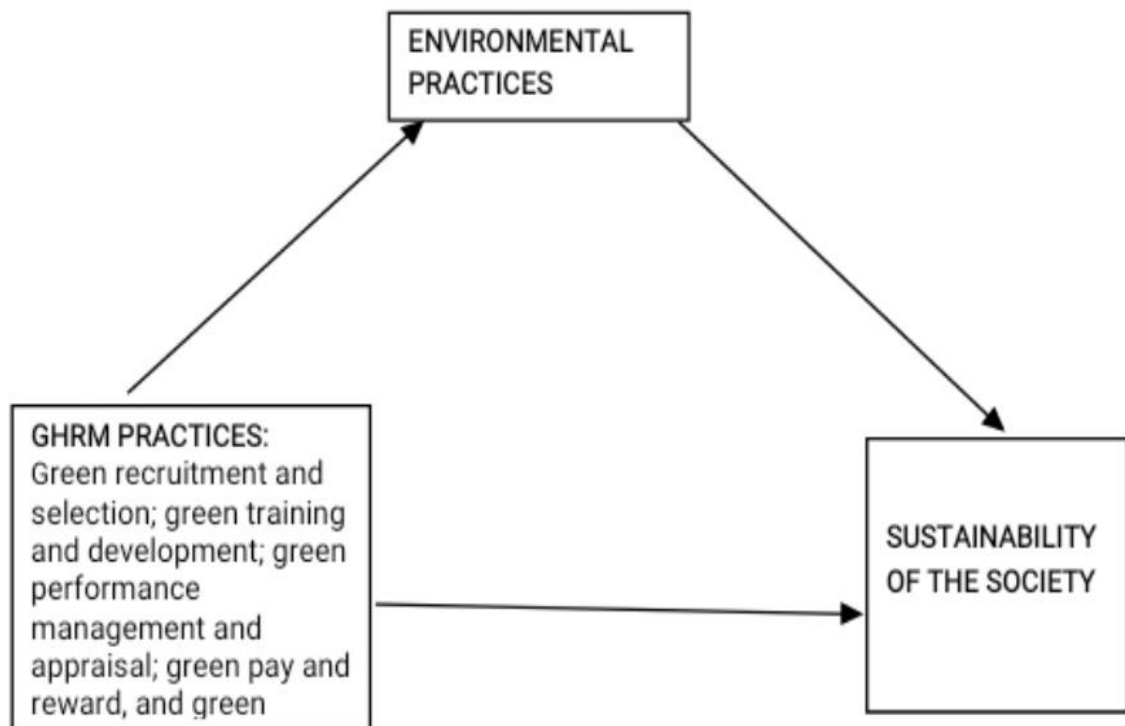 ENVIRONMENTAL
PRACTICES
GHRM PRACTICES:
Green recruitment and
selection; green training
and development; green
performance
management and
appraisal; green pay and
reward, and green
SUSTAINABILITY
OF THE SOCIETY